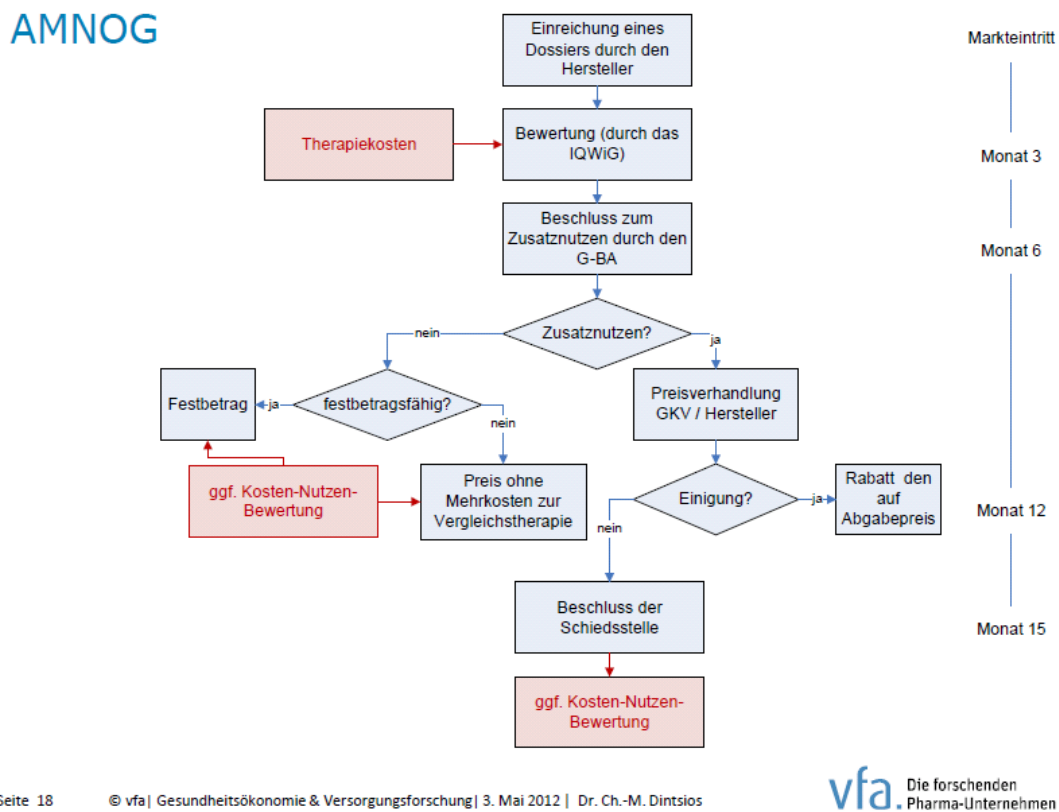 AMNOG
Einreichung eines
Dossiers durch den
Hersteller
Markteintritt
Therapiekosten
Bewertung (durch das
IQWiG)
Monat 3
Beschluss zum
Zusatznutzen durch den
G-BA
Monat 6
Zusatznutzen?
nein
ja
Festbetrag
ja
festbetragsfähig?
nein
Preisverhandlung
GKV / Hersteller
ggf. Kosten-Nutzen-
Bewertung
Preis ohne
Mehrkosten zur
Vergleichstherapie
Einigung?
nein
ja
Rabatt den
auf
Abgabepreis
Monat 12
Beschluss der
Schiedsstelle
Monat 15
ggf. Kosten-Nutzen-
Bewertung
Seite 18
© vfa| Gesundheitsökonomie & Versorgungsforschung| 3. Mai 2012 | Dr. Ch.-M. Dintsios
vfa.
Die forschenden
Pharma-Unternehmen